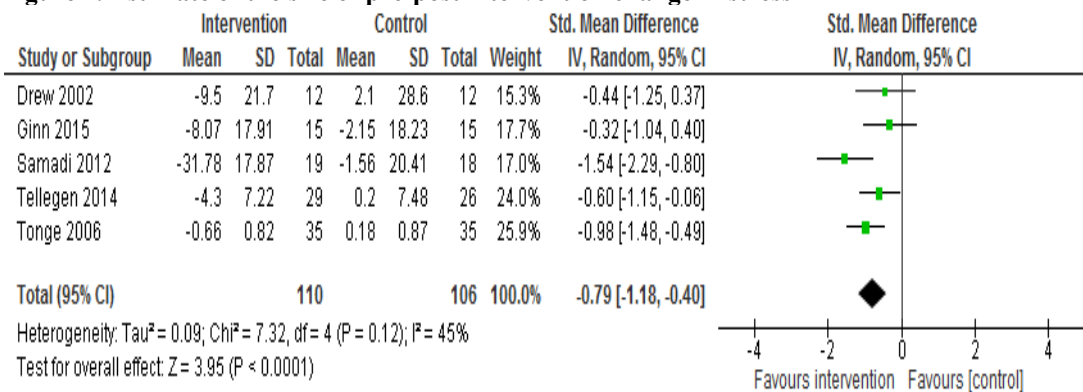 Intervention Control Std. Mean Difference Std. Mean Difference
Study or Subgroup Mean SD Total Mean SD Total Weight IV, Random, 95% CI IV, Random, 95% CI
Drew 2002 -9.5 21.7 12 2.1 28.6 12 15.3% -0.44 [-1.25, 0.37]
Ginn 2015 -8.07 17.91 15 -2.15 18.23 15 17.7% -0.32 [-1.04, 0.40]
Samadi 2012 -31.78 17.87 19 -1.56 20.41 18 17.0% -1.54 [-2.29, -0.80]
Tellegen 2014 -4.3 7.22 29 0.2 7.48 26 24.0% -0.60 [-1.15, -0.06]
Tonge 2006 -0.66 0.82 35 0.18 0.87 35 25.9% -0.98 [-1.48, -0.49]
Total (95% CI) 110 106 100.0% -0.79 [-1.18, -0.40]
Heterogeneity: Tau² = 0.09; Chi² = 7.32, df = 4 (P = 0.12); I² = 45%
Test for overall effect: Z = 3.95 (P < 0.0001)
-4 -2 0 2 4
Favours intervention Favours [control]